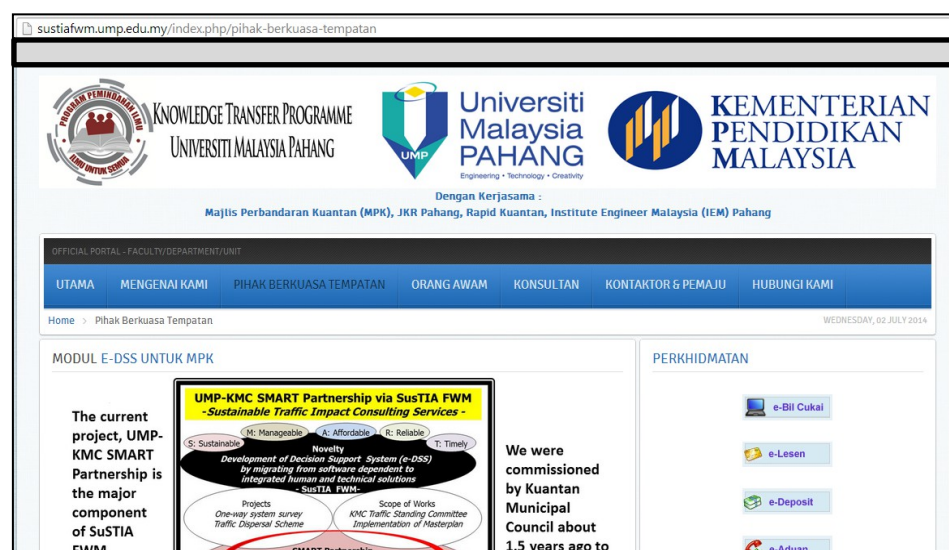 sustiafwm.ump.edu.my/index.php/pihak-berkuasa-tempatan
PROGRAM PEMINDAHAN ILMU
ILMU UNTUK SEMUA
KNOWLEDGE TRANSFER PROGRAMME
UNIVERSITI MALAYSIA PAHANG
UMP
Universiti
Malaysia
PAHANG
Engineering • Technology • Creativity
KEMENTERIAN
PENDIDIKAN
MALAYSIA
Dengan Kerjasama :
Majlis Perbandaran Kuantan (MPK), JKR Pahang, Rapid Kuantan, Institute Engineer Malaysia (IEM) Pahang
OFFICIAL PORTAL - FACULTY/DEPARTMENT/UNIT
UTAMA MENGENAI KAMI PIHAK BERKUASA TEMPATAN ORANG AWAM KONSULTAN KONTAKTOR & PEMAJU HUBUNGI KAMI
Home > Pihak Berkuasa Tempatan WEDNESDAY, 02 JULY 2014
MODUL E-DSS UNTUK MPK
The current
project, UMP-
KMC SMART
Partnership is
the major
component
of SuSTIA
FWM
UMP-KMC SMART Partnership via SusTIA FWM
-Sustainable Traffic Impact Consulting Services -
S: Sustainable M: Manageable A: Affordable R: Reliable T: Timely
Novelty
Development of Decision Support System (e-DSS)
by migrating from software dependent to
integrated human and technical solutions
- SusTIA FWM-
Projects
One-way system survey
Traffic Dispersal Scheme
Scope of Works
KMC Traffic Standing Committee
Implementation of Masterplan
SMART Partnership
We were
commissioned
by Kuantan
Municipal
Council about
1.5 years ago to
PERKHIDMATAN
e-Bil Cukai
e-Lesen
e-Deposit
e-Aduan